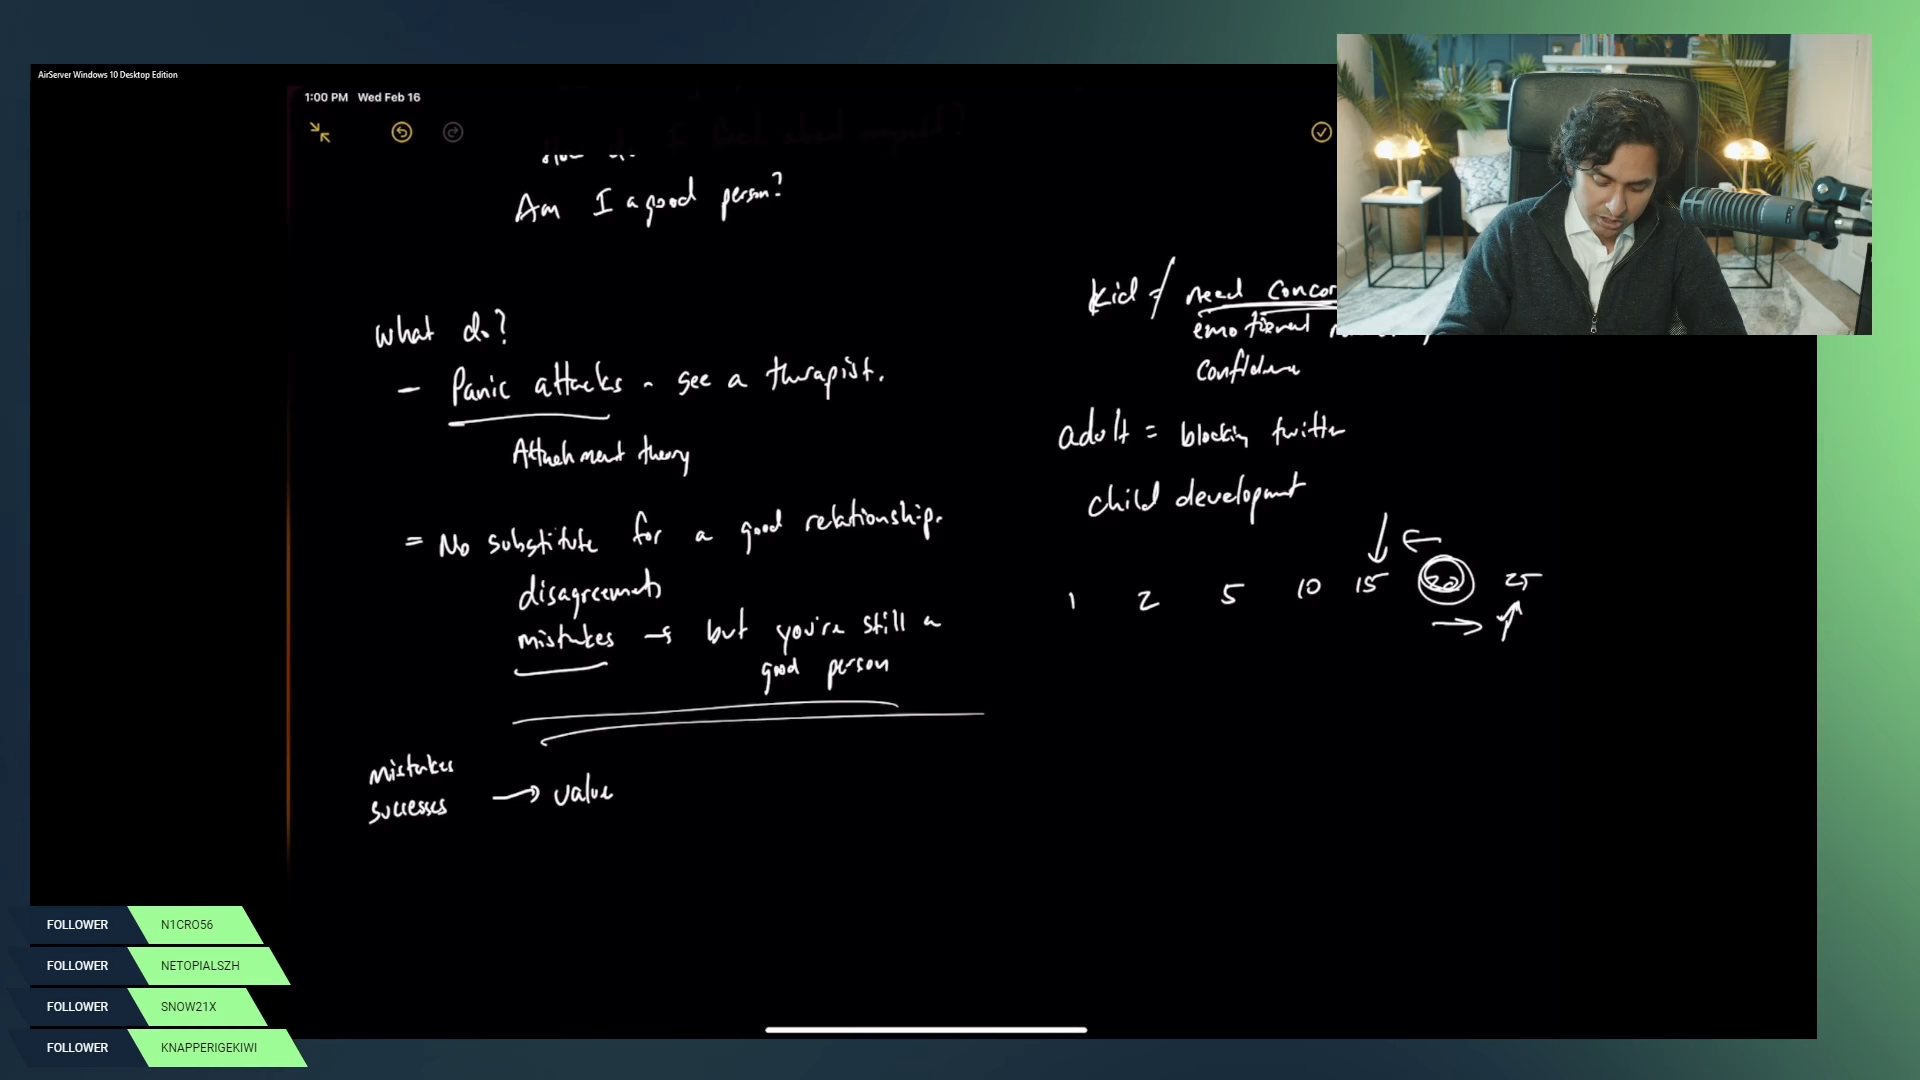 AirServer Windows 10 Desktop Edition
1:00 PM Wed Feb 16
Am I a good person?
what do?
- Panic attacks - see a therapist.
Attachment theory
= No substitute for a good relationship.
disagreements
mistakes → but you're still a
good person
mistakes
successes → value
Kid = need concor
emotional
confidence
adult = blocking twitter
child development
1 2 5 10 15 20 25
FOLLOWER N1CRO56
FOLLOWER NETOPIALSZH
FOLLOWER SNOW21X
FOLLOWER KNAPPERIGEKIWI